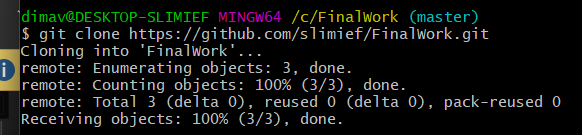 dimav@DESKTOP-SLIMIEF MINGW64 /c/FinalWork (master)
$ git clone https://github.com/slimief/FinalWork.git
Cloning into 'FinalWork'...
remote: Enumerating objects: 3, done.
remote: Counting objects: 100% (3/3), done.
remote: Total 3 (delta 0), reused 0 (delta 0), pack-reused 0
Receiving objects: 100% (3/3), done.